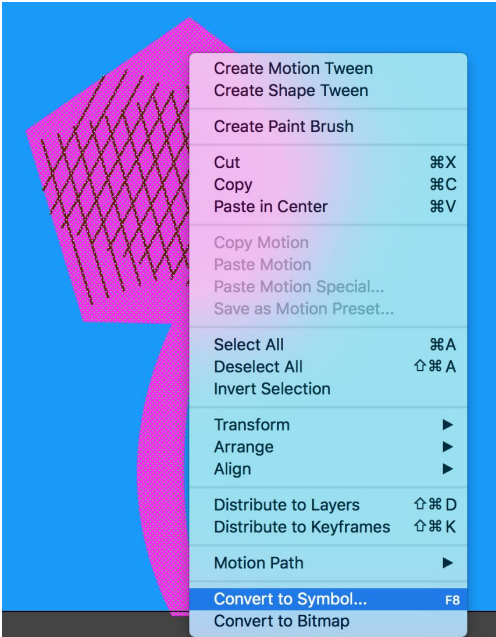 Create Motion Tween
Create Shape Tween
Create Paint Brush
Cut ⌘X
Copy ⌘C
Paste in Center ⌘V
Copy Motion
Paste Motion
Paste Motion Special...
Save as Motion Preset...
Select All ⌘A
Deselect All ⇧⌘A
Invert Selection
Transform ▶
Arrange ▶
Align ▶
Distribute to Layers ⇧⌘D
Distribute to Keyframes ⇧⌘K
Motion Path ▶
Convert to Symbol... F8
Convert to Bitmap